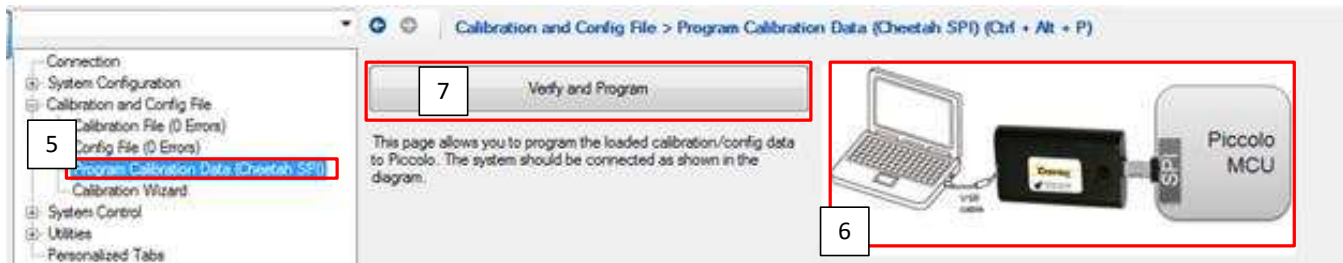 Calibration and Config File > Program Calibration Data (Cheetah SPI) (Ctrl + Alt + P)
Connection
System Configuration
Calibration and Config File
Calibration File (0 Errors)
Config File (0 Errors)
Program Calibration Data (Cheetah SPI)
Calibration Wizard
System Control
Utilities
Personalized Tabs
5
7
Verify and Program
This page allows you to program the loaded calibration/config data
to Piccolo. The system should be connected as shown in the
diagram.
USB
cable
SPI
Piccolo
MCU
6